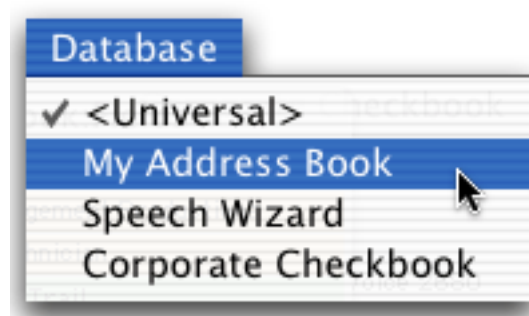 Database
✓ <Universal>
My Address Book
Speech Wizard
Corporate Checkbook